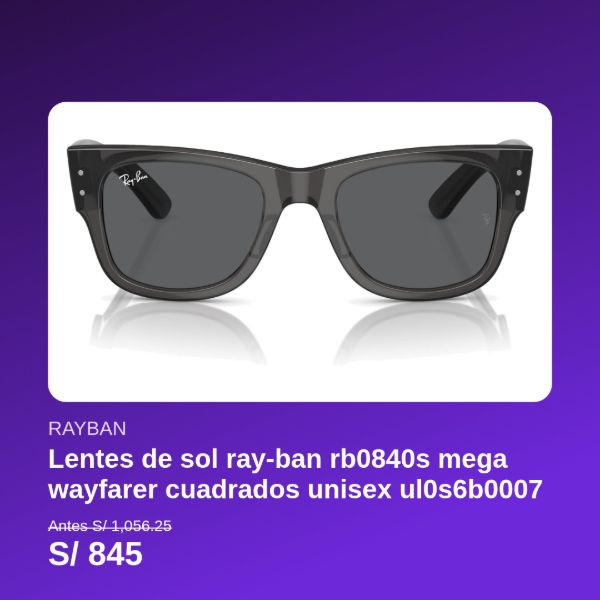 Ray-Ban
RAYBAN
Lentes de sol ray-ban rb0840s mega
wayfarer cuadrados unisex ul0s6b0007
Antes S/ 1,056.25
S/ 845